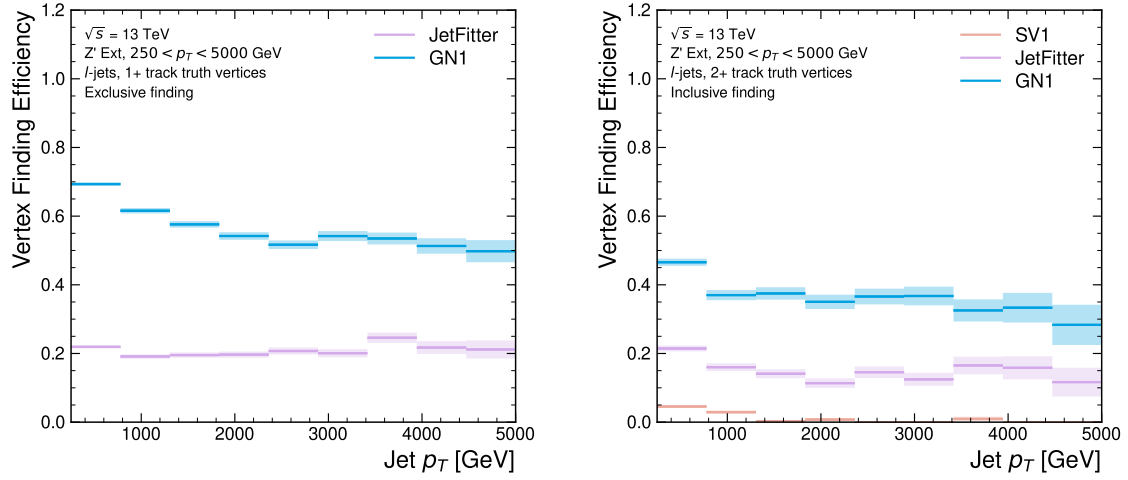 √s = 13 TeV
Z' Ext, 250 < p_T < 5000 GeV
l-jets, 1+ track truth vertices
Exclusive finding
JetFitter
GN1
Vertex Finding Efficiency
1.2
1.0
0.8
0.6
0.4
0.2
0.0
1000 2000 3000 4000 5000
Jet p_T [GeV]
√s = 13 TeV
Z' Ext, 250 < p_T < 5000 GeV
l-jets, 2+ track truth vertices
Inclusive finding
SV1
JetFitter
GN1
Vertex Finding Efficiency
1.2
1.0
0.8
0.6
0.4
0.2
0.0
1000 2000 3000 4000 5000
Jet p_T [GeV]